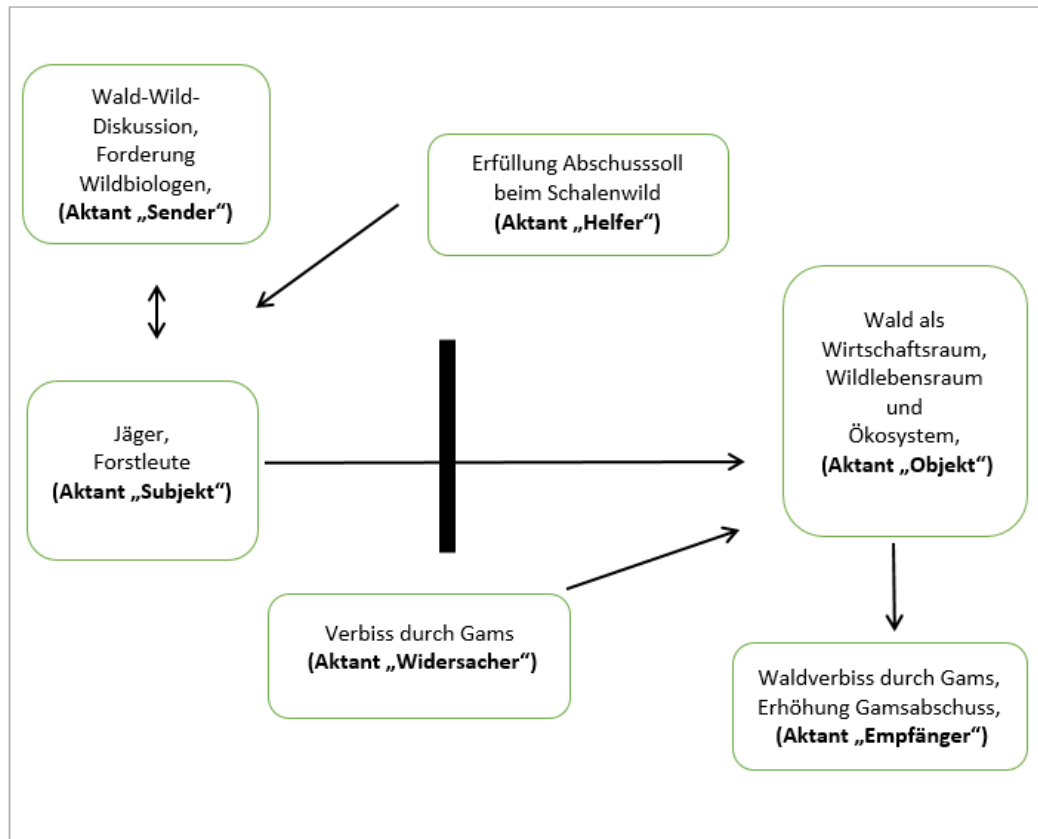 Wald-Wild-
Diskussion,
Forderung
Wildbiologen,
(Aktant „Sender“)
Erfüllung Abschusssoll
beim Schalenwild
(Aktant „Helfer“)
Jäger,
Forstleute
(Aktant „Subjekt“)
Wald als
Wirtschaftsraum,
Wildlebensraum
und
Ökosystem,
(Aktant „Objekt“)
Verbiss durch Gams
(Aktant „Widersacher“)
Waldverbiss durch Gams,
Erhöhung Gamsabschuss,
(Aktant „Empfänger“)